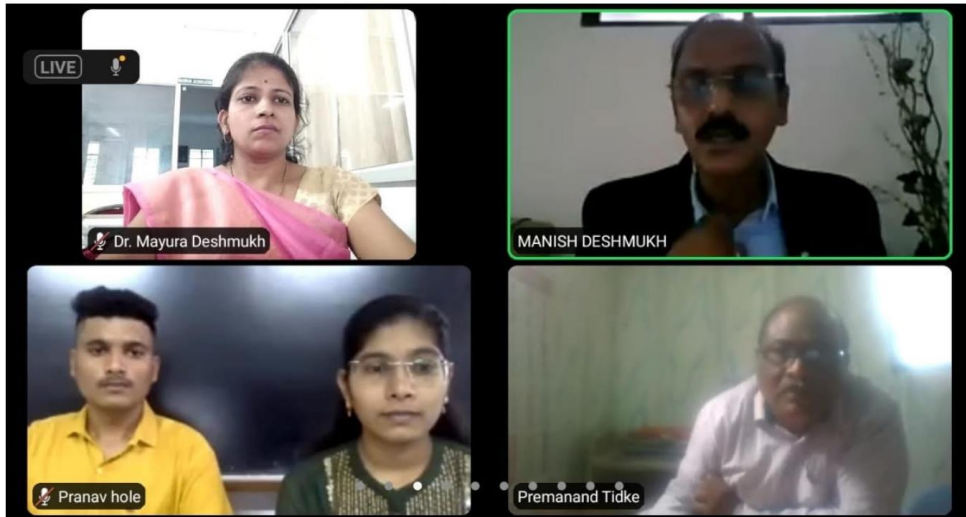 LIVE
Dr. Mayura Deshmukh
MANISH DESHMUKH
Pranav hole
Premanand Tidke